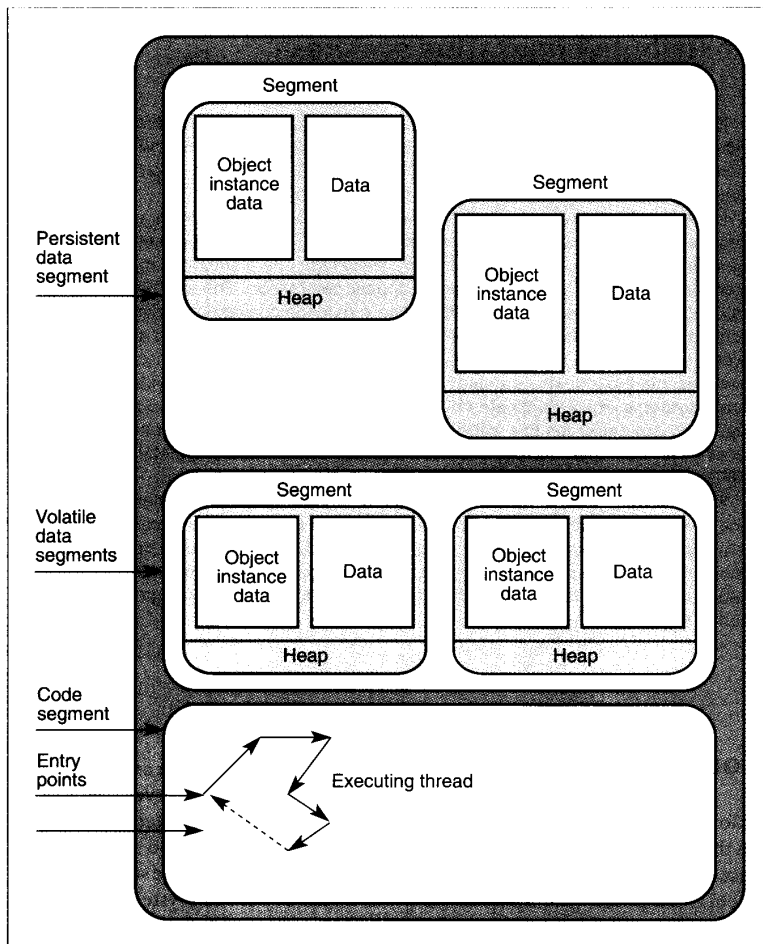 Segment
Object
instance
data
Data
Heap
Segment
Object
instance
data
Data
Heap
Persistent
data
segment
Segment
Object
instance
data
Data
Heap
Segment
Object
instance
data
Data
Heap
Volatile
data
segments
Code
segment
Entry
points
Executing thread